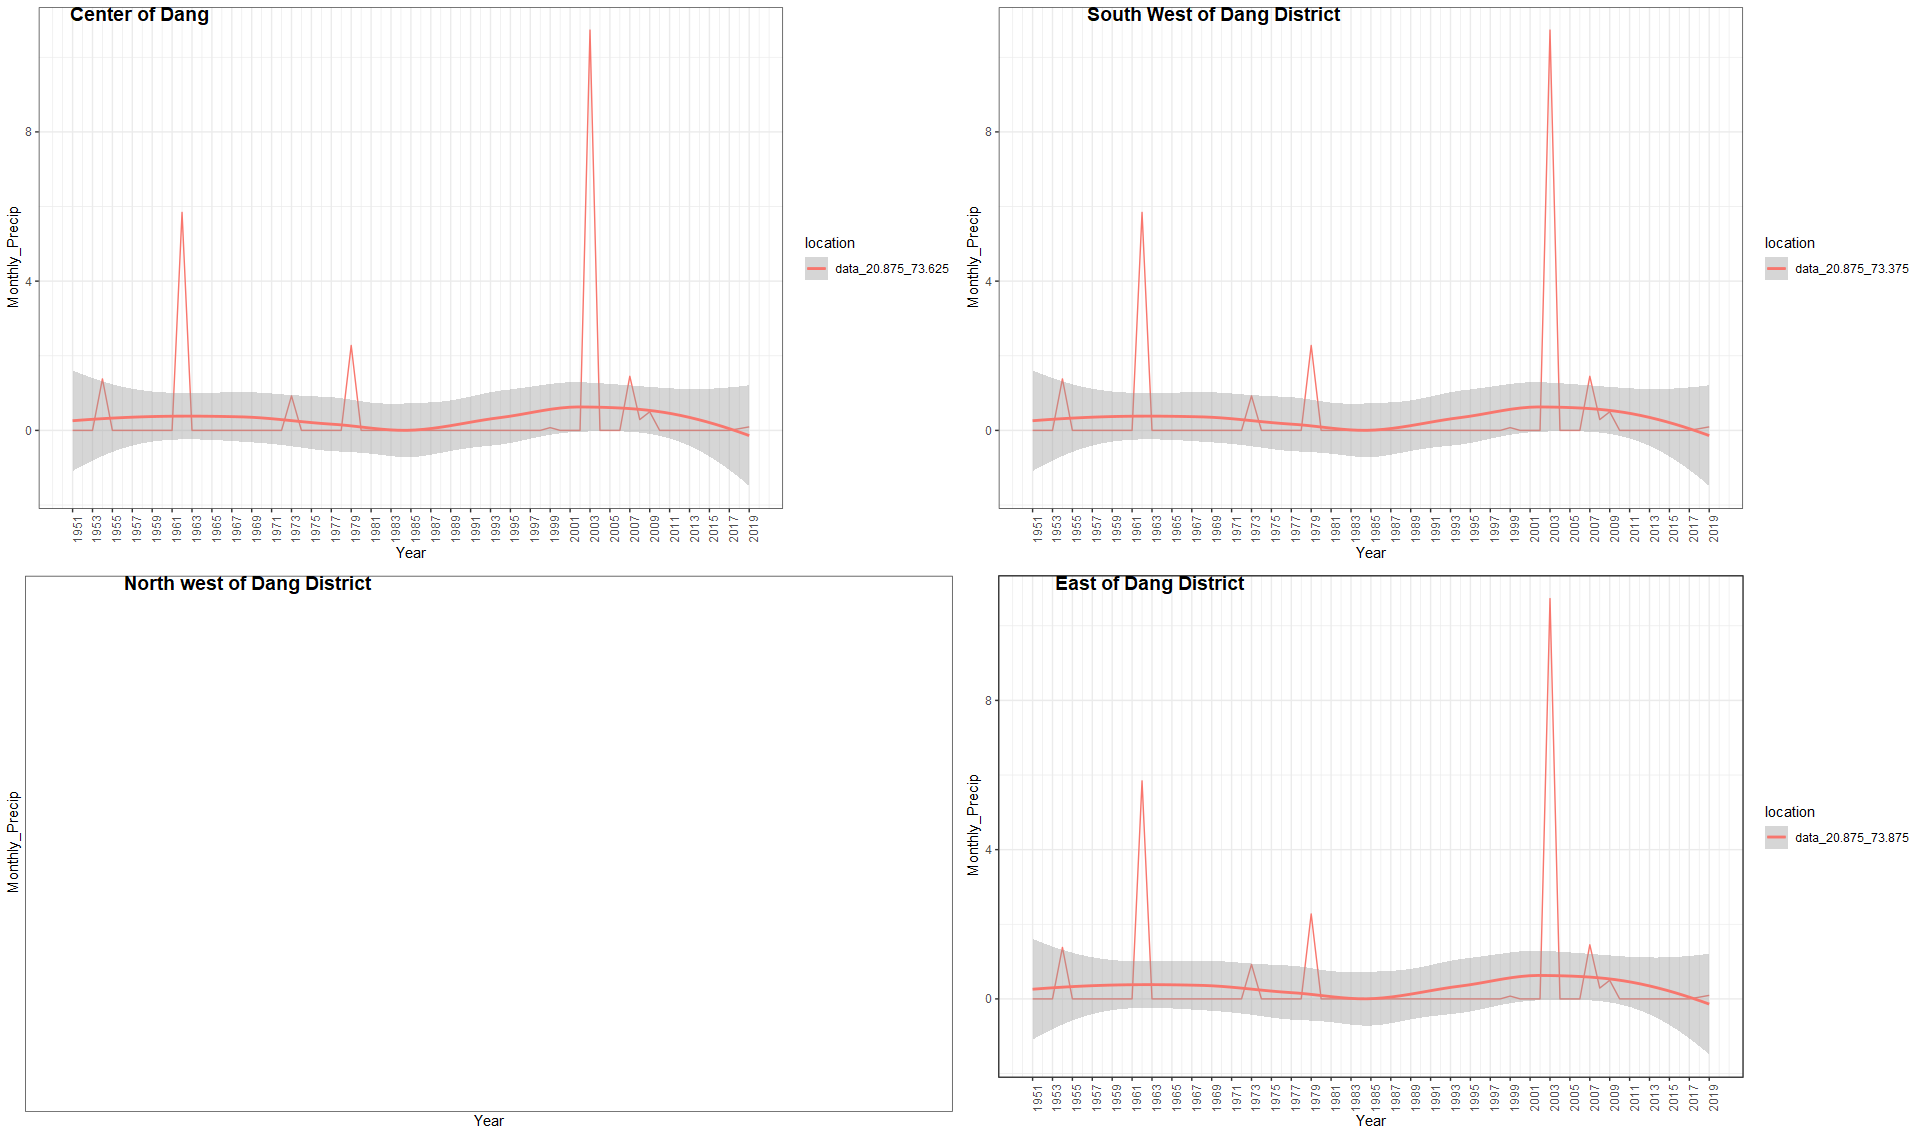 Center of Dang
Monthly_Precip
8
4
0
1951 1953 1955 1957 1959 1961 1963 1965 1967 1969 1971 1973 1975 1977 1979 1981 1983 1985 1987 1989 1991 1993 1995 1997 1999 2001 2003 2005 2007 2009 2011 2013 2015 2017 2019
Year
location
data_20.875_73.625
South West of Dang District
Monthly_Precip
8
4
0
1951 1953 1955 1957 1959 1961 1963 1965 1967 1969 1971 1973 1975 1977 1979 1981 1983 1985 1987 1989 1991 1993 1995 1997 1999 2001 2003 2005 2007 2009 2011 2013 2015 2017 2019
Year
location
data_20.875_73.375
North west of Dang District
Monthly_Precip
Year
East of Dang District
Monthly_Precip
8
4
0
1951 1953 1955 1957 1959 1961 1963 1965 1967 1969 1971 1973 1975 1977 1979 1981 1983 1985 1987 1989 1991 1993 1995 1997 1999 2001 2003 2005 2007 2009 2011 2013 2015 2017 2019
Year
location
data_20.875_73.875